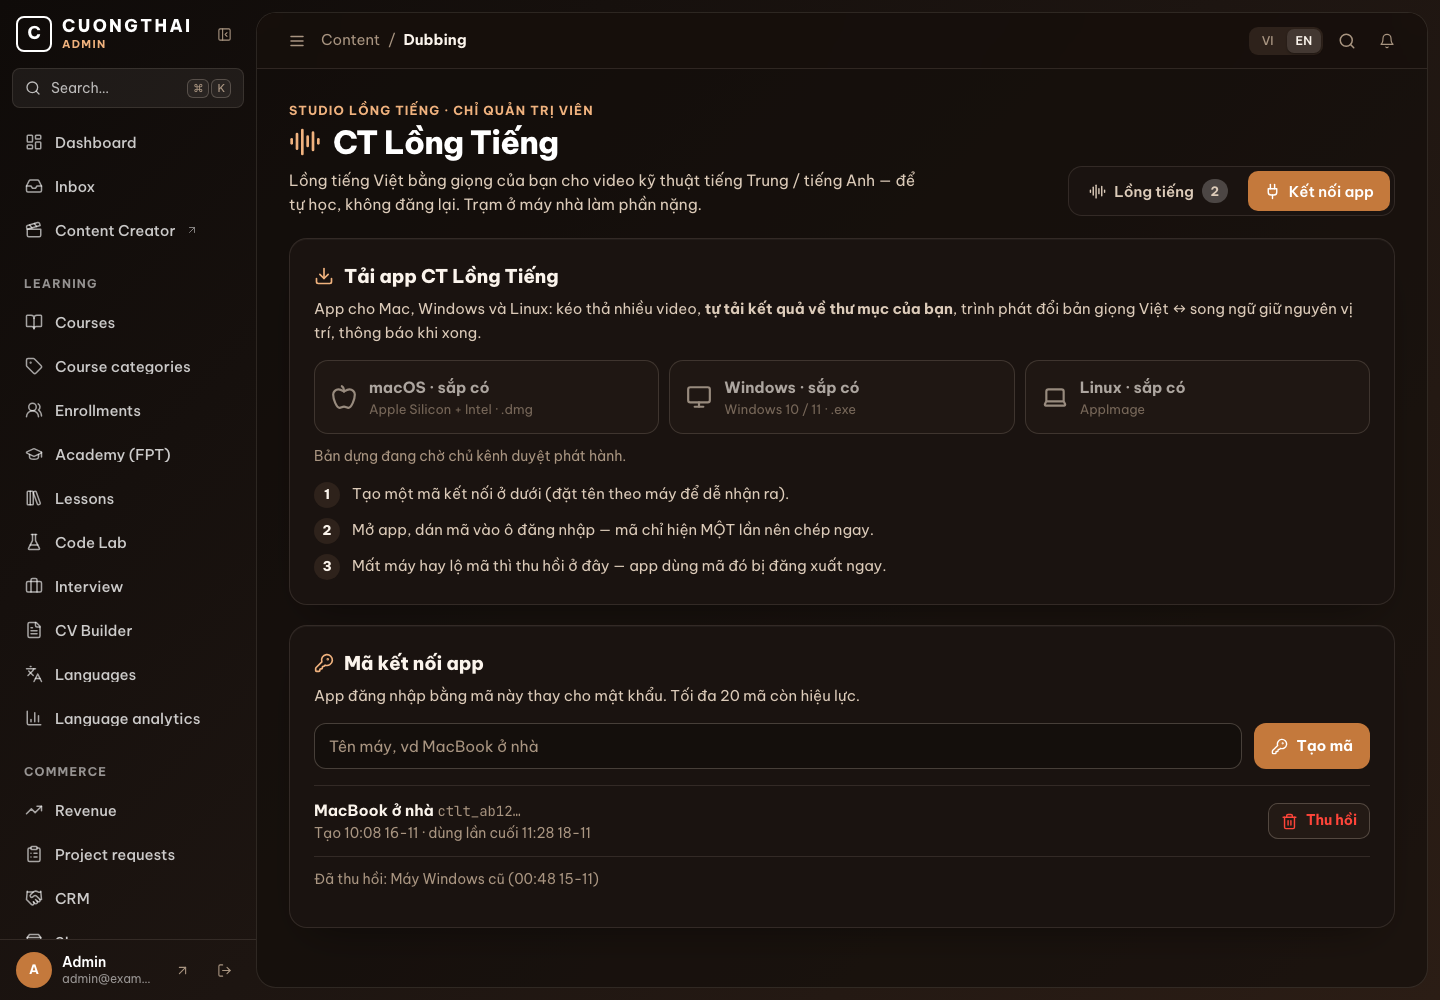 C CUONGTHAI
ADMIN
Search... ⌘ K
Dashboard
Inbox
Content Creator
LEARNING
Courses
Course categories
Enrollments
Academy (FPT)
Lessons
Code Lab
Interview
CV Builder
Languages
Language analytics
COMMERCE
Revenue
Project requests
CRM
A Admin
admin@exam...
Content / Dubbing
VI EN
STUDIO LỒNG TIẾNG · CHỈ QUẢN TRỊ VIÊN
CT Lồng Tiếng
Lồng tiếng Việt bằng giọng của bạn cho video kỹ thuật tiếng Trung / tiếng Anh — để
tự học, không đăng lại. Trạm ở máy nhà làm phần nặng.
Lồng tiếng 2 Kết nối app
Tải app CT Lồng Tiếng
App cho Mac, Windows và Linux: kéo thả nhiều video, tự tải kết quả về thư mục của bạn, trình phát đổi bản giọng Việt ↔ song ngữ giữ nguyên vị
trí, thông báo khi xong.
macOS · sắp có
Apple Silicon + Intel · .dmg
Windows · sắp có
Windows 10 / 11 · .exe
Linux · sắp có
AppImage
Bản dựng đang chờ chủ kênh duyệt phát hành.
1 Tạo một mã kết nối ở dưới (đặt tên theo máy để dễ nhận ra).
2 Mở app, dán mã vào ô đăng nhập — mã chỉ hiện MỘT lần nên chép ngay.
3 Mất máy hay lộ mã thì thu hồi ở đây — app dùng mã đó bị đăng xuất ngay.
Mã kết nối app
App đăng nhập bằng mã này thay cho mật khẩu. Tối đa 20 mã còn hiệu lực.
Tên máy, vd MacBook ở nhà
Tạo mã
MacBook ở nhà ctlt_ab12…
Tạo 10:08 16-11 · dùng lần cuối 11:28 18-11
Thu hồi
Đã thu hồi: Máy Windows cũ (00:48 15-11)